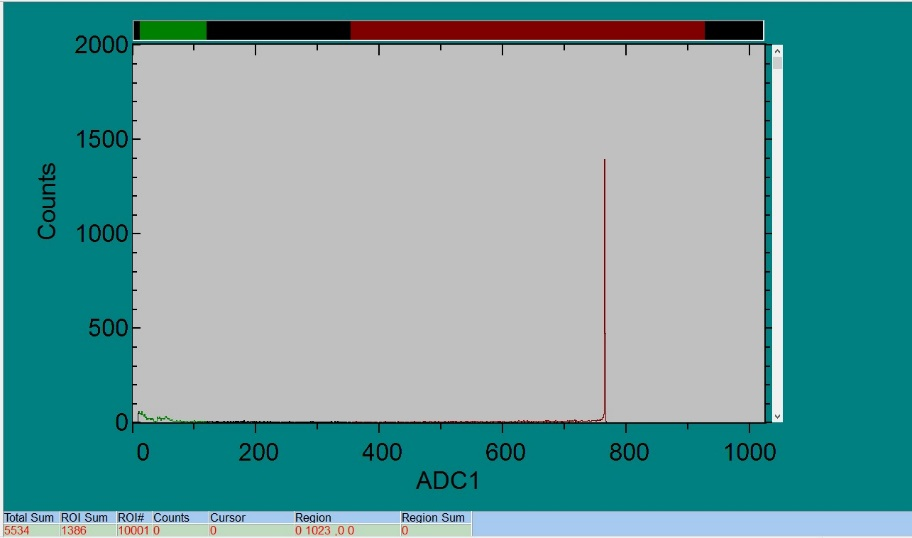 2000
1500
1000
500
0
Counts
0 200 400 600 800 1000
ADC1
Total Sum ROI Sum ROI# Counts Cursor Region Region Sum
5534 1386 10001 0 0 0 1023 ,0 0 0